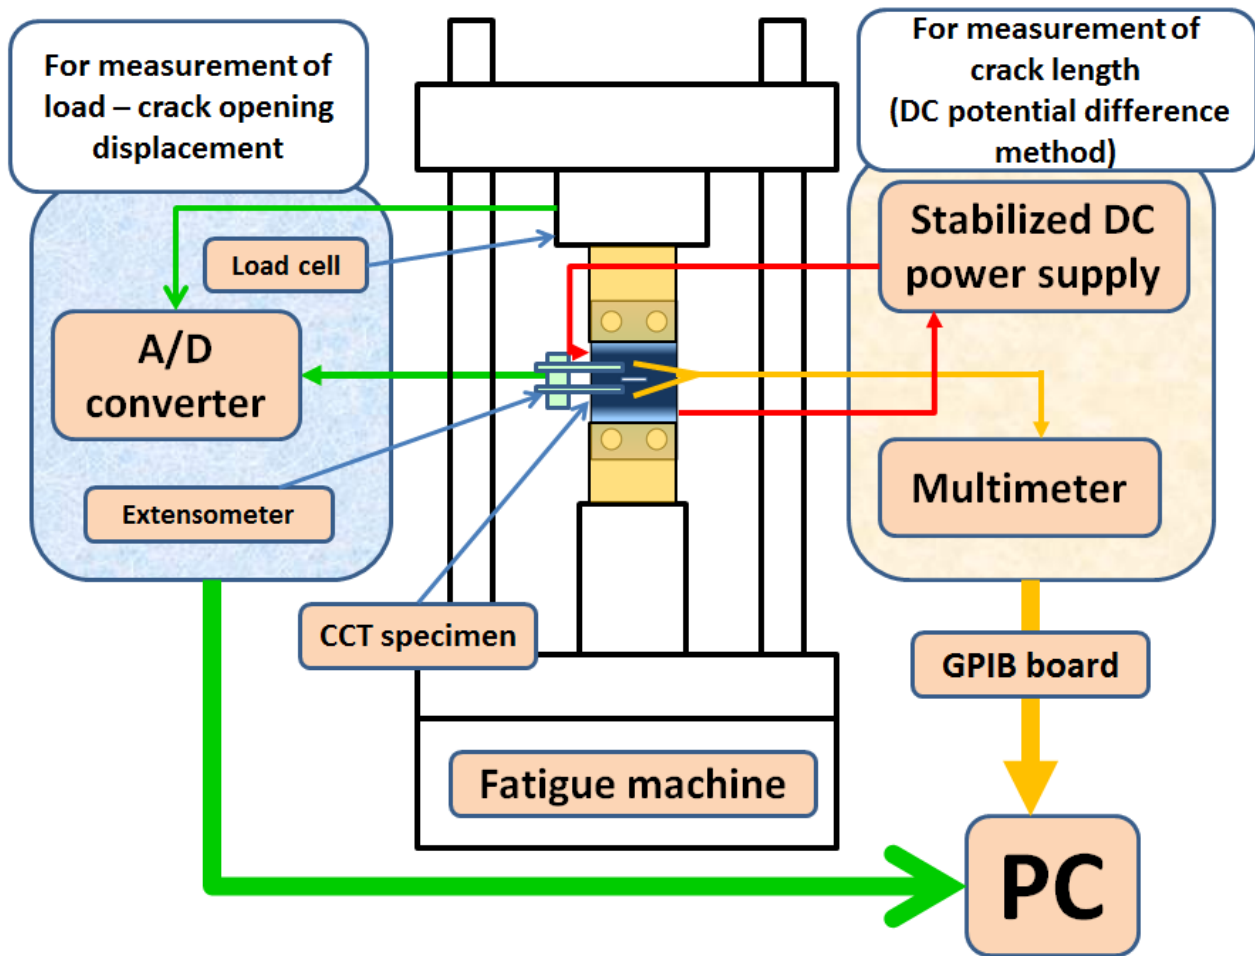 For measurement of
load – crack opening
displacement
For measurement of
crack length
(DC potential difference
method)
Stabilized DC
power supply
Load cell
A/D
converter
Multimeter
Extensometer
CCT specimen
GPIB board
Fatigue machine
PC